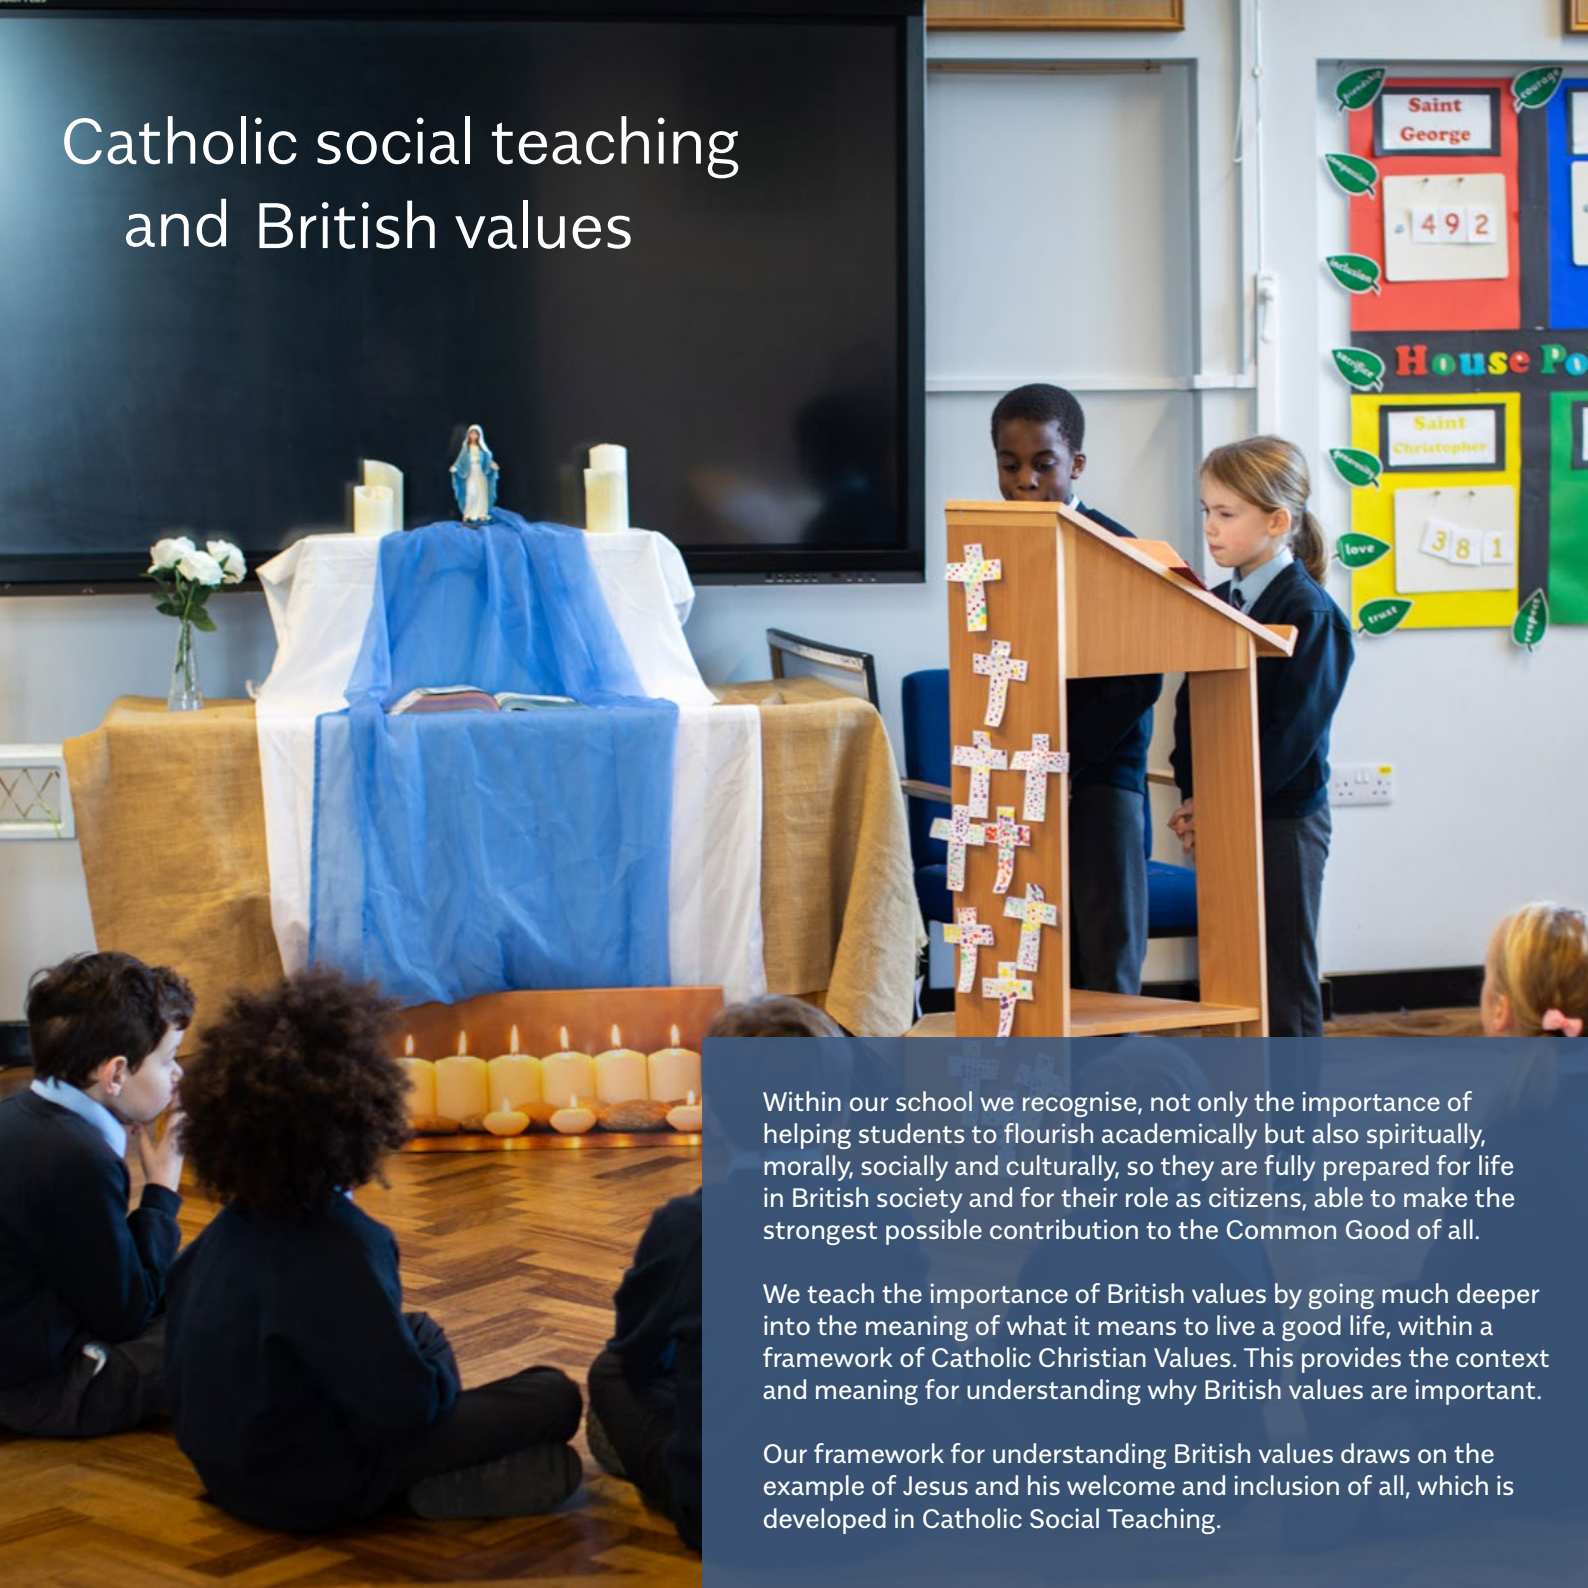 Catholic social teaching
and British values
friendship
courage
Saint
George
compassion
492
inclusion
sacrifice
House Po
Saint
Christopher
generosity
381
love
trust
respect
Within our school we recognise, not only the importance of
helping students to flourish academically but also spiritually,
morally, socially and culturally, so they are fully prepared for life
in British society and for their role as citizens, able to make the
strongest possible contribution to the Common Good of all.
We teach the importance of British values by going much deeper
into the meaning of what it means to live a good life, within a
framework of Catholic Christian Values. This provides the context
and meaning for understanding why British values are important.
Our framework for understanding British values draws on the
example of Jesus and his welcome and inclusion of all, which is
developed in Catholic Social Teaching.